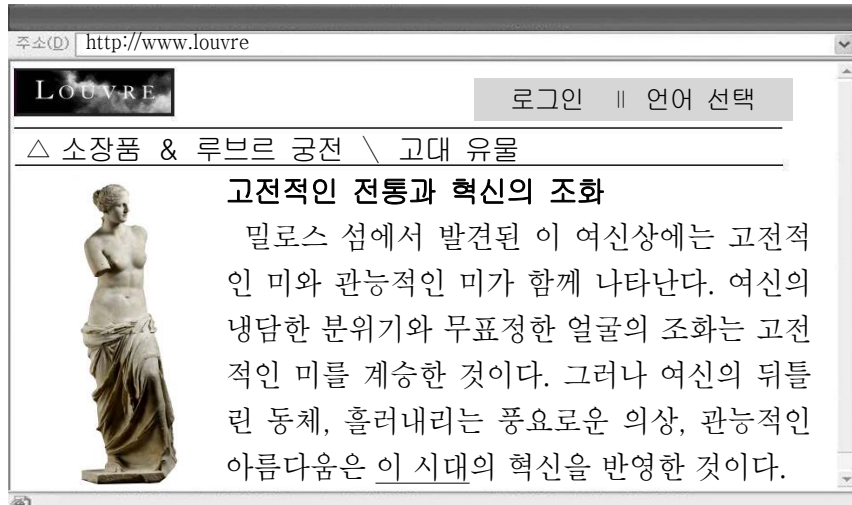 주소(D) http://www.louvre
LOUVRE
로그인 ∥ 언어 선택
△ 소장품 & 루브르 궁전 \ 고대 유물
고전적인 전통과 혁신의 조화
밀로스 섬에서 발견된 이 여신상에는 고전적
인 미와 관능적인 미가 함께 나타난다. 여신의
냉담한 분위기와 무표정한 얼굴의 조화는 고전
적인 미를 계승한 것이다. 그러나 여신의 뒤틀
린 동체, 흘러내리는 풍요로운 의상, 관능적인
아름다움은 이 시대의 혁신을 반영한 것이다.